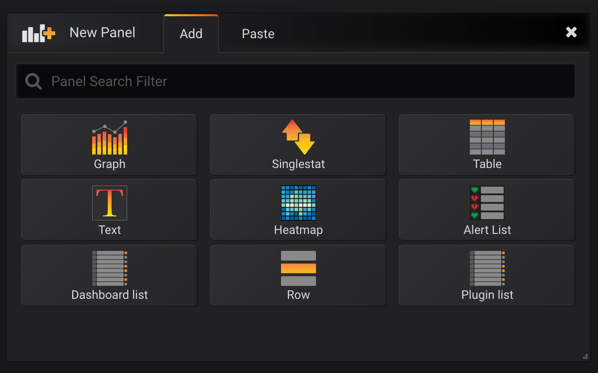 New Panel
Add
Paste
Panel Search Filter
Graph
Singlestat
Table
Text
Heatmap
Alert List
Dashboard list
Row
Plugin list